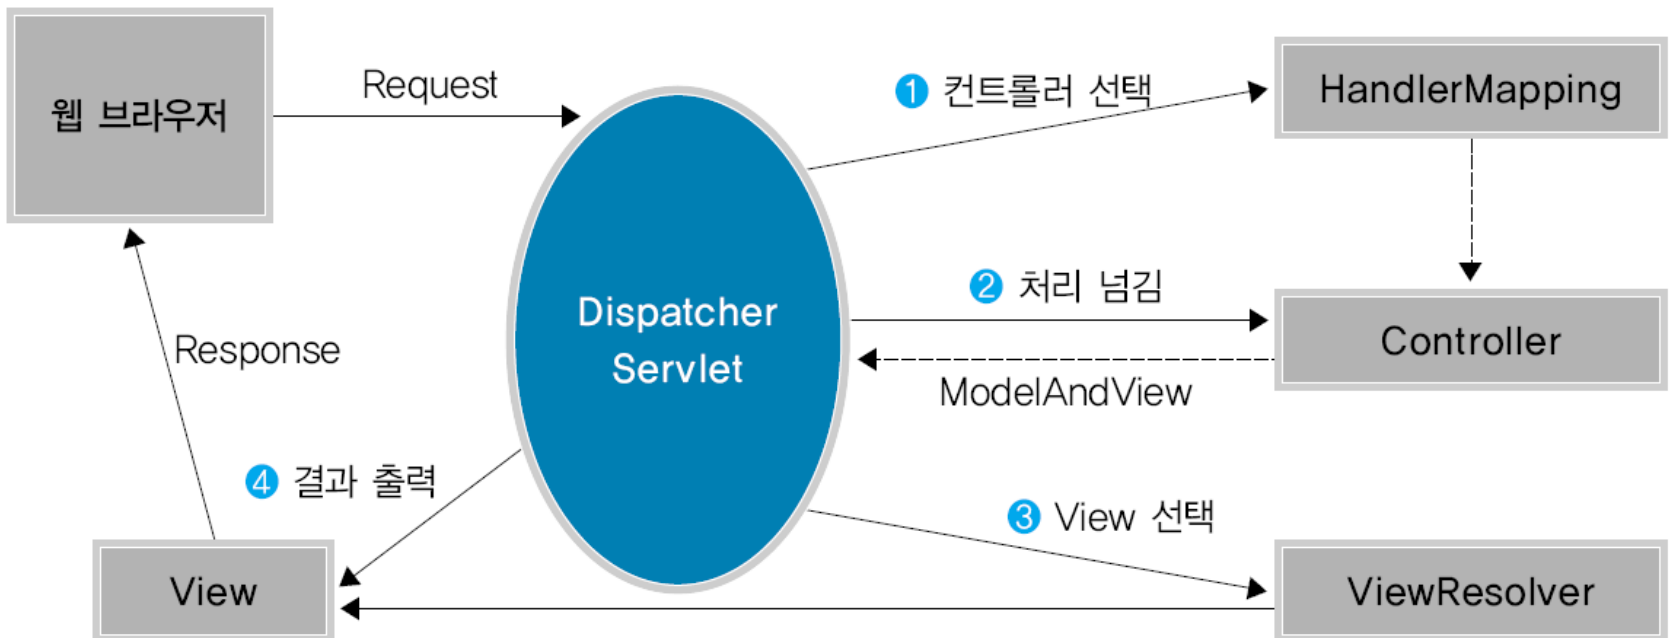 웹 브라우저
Request
❶ 컨트롤러 선택
HandlerMapping
Dispatcher
Servlet
❷ 처리 넘김
Controller
ModelAndView
Response
❹ 결과 출력
❸ View 선택
View
ViewResolver